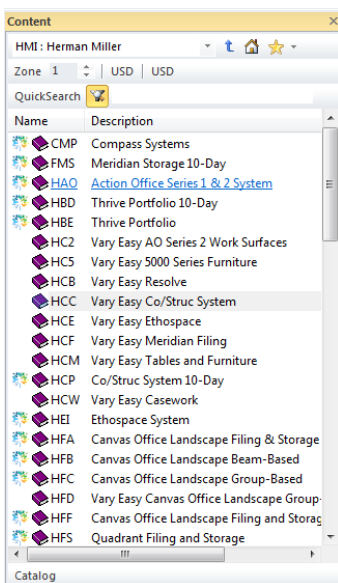 Content
HMI : Herman Miller
Zone 1 USD USD
QuickSearch
Name Description
CMP Compass Systems
FMS Meridian Storage 10-Day
HAO Action Office Series 1 & 2 System
HBD Thrive Portfolio 10-Day
HBE Thrive Portfolio
HC2 Vary Easy AO Series 2 Work Surfaces
HC5 Vary Easy 5000 Series Furniture
HCB Vary Easy Resolve
HCC Vary Easy Co/Struc System
HCE Vary Easy Ethospace
HCF Vary Easy Meridian Filing
HCM Vary Easy Tables and Furniture
HCP Co/Struc System 10-Day
HCW Vary Easy Casework
HEI Ethospace System
HFA Canvas Office Landscape Filing & Storage
HFB Canvas Office Landscape Beam-Based
HFC Canvas Office Landscape Group-Based
HFD Vary Easy Canvas Office Landscape Group-
HFF Canvas Office Landscape Filing and Storag
HFS Quadrant Filing and Storage
Catalog